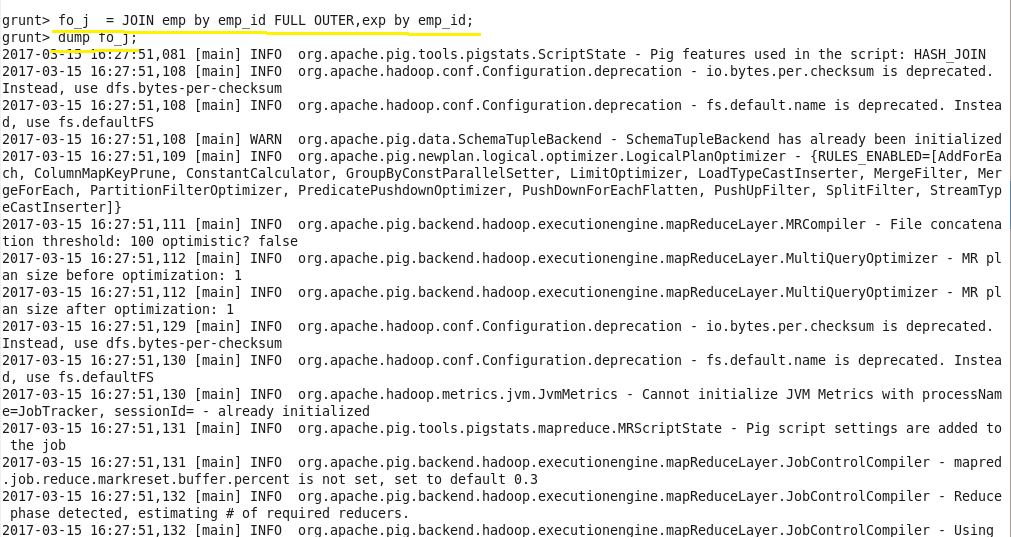 grunt> fo_j  = JOIN emp by emp_id FULL OUTER,exp by emp_id;
grunt> dump fo_j;
2017-03-15 16:27:51,081 [main] INFO  org.apache.pig.tools.pigstats.ScriptState - Pig features used in the script: HASH_JOIN
2017-03-15 16:27:51,108 [main] INFO  org.apache.hadoop.conf.Configuration.deprecation - io.bytes.per.checksum is deprecated.
Instead, use dfs.bytes-per-checksum
2017-03-15 16:27:51,108 [main] INFO  org.apache.hadoop.conf.Configuration.deprecation - fs.default.name is deprecated. Instea
d, use fs.defaultFS
2017-03-15 16:27:51,108 [main] WARN  org.apache.pig.data.SchemaTupleBackend - SchemaTupleBackend has already been initialized
2017-03-15 16:27:51,109 [main] INFO  org.apache.pig.newplan.logical.optimizer.LogicalPlanOptimizer - {RULES_ENABLED=[AddForEa
ch, ColumnMapKeyPrune, ConstantCalculator, GroupByConstParallelSetter, LimitOptimizer, LoadTypeCastInserter, MergeFilter, Mer
geForEach, PartitionFilterOptimizer, PredicatePushdownOptimizer, PushDownForEachFlatten, PushUpFilter, SplitFilter, StreamTyp
eCastInserter]}
2017-03-15 16:27:51,111 [main] INFO  org.apache.pig.backend.hadoop.executionengine.mapReduceLayer.MRCompiler - File concatena
tion threshold: 100 optimistic? false
2017-03-15 16:27:51,112 [main] INFO  org.apache.pig.backend.hadoop.executionengine.mapReduceLayer.MultiQueryOptimizer - MR pl
an size before optimization: 1
2017-03-15 16:27:51,112 [main] INFO  org.apache.pig.backend.hadoop.executionengine.mapReduceLayer.MultiQueryOptimizer - MR pl
an size after optimization: 1
2017-03-15 16:27:51,129 [main] INFO  org.apache.hadoop.conf.Configuration.deprecation - io.bytes.per.checksum is deprecated.
Instead, use dfs.bytes-per-checksum
2017-03-15 16:27:51,130 [main] INFO  org.apache.hadoop.conf.Configuration.deprecation - fs.default.name is deprecated. Instea
d, use fs.defaultFS
2017-03-15 16:27:51,130 [main] INFO  org.apache.hadoop.metrics.jvm.JvmMetrics - Cannot initialize JVM Metrics with processNam
e=JobTracker, sessionId= - already initialized
2017-03-15 16:27:51,131 [main] INFO  org.apache.pig.tools.pigstats.mapreduce.MRScriptState - Pig script settings are added to
 the job
2017-03-15 16:27:51,131 [main] INFO  org.apache.pig.backend.hadoop.executionengine.mapReduceLayer.JobControlCompiler - mapred
.job.reduce.markreset.buffer.percent is not set, set to default 0.3
2017-03-15 16:27:51,132 [main] INFO  org.apache.pig.backend.hadoop.executionengine.mapReduceLayer.JobControlCompiler - Reduce
 phase detected, estimating # of required reducers.
2017-03-15 16:27:51,132 [main] INFO  org.apache.pig.backend.hadoop.executionengine.mapReduceLayer.JobControlCompiler - Using